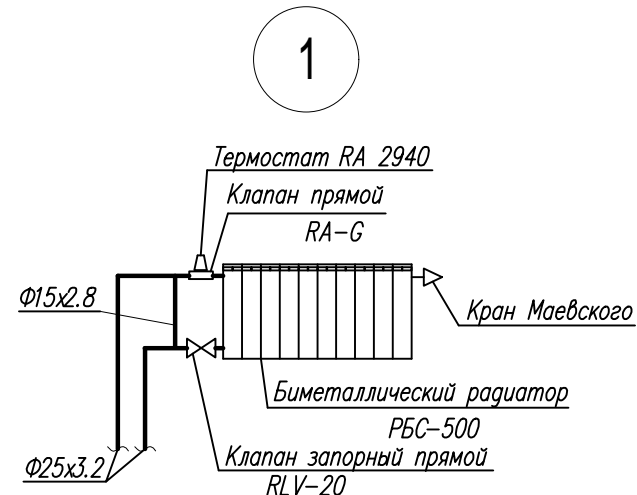 1
Термостат RA 2940
Клапан прямой
RA-G
Ф15х2.8
Кран Маевского
Биметаллический радиатор
РБС-500
Клапан запорный прямой
RLV-20
Ф25х3.2